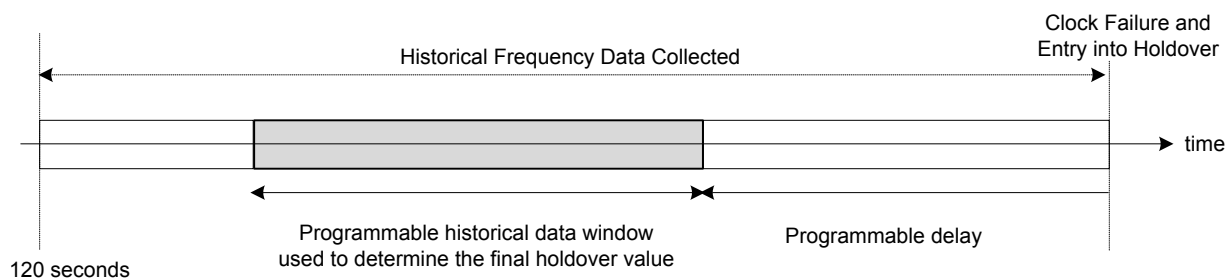 Clock Failure and
Entry into Holdover
Historical Frequency Data Collected
time
Programmable historical data window
used to determine the final holdover value
Programmable delay
120 seconds